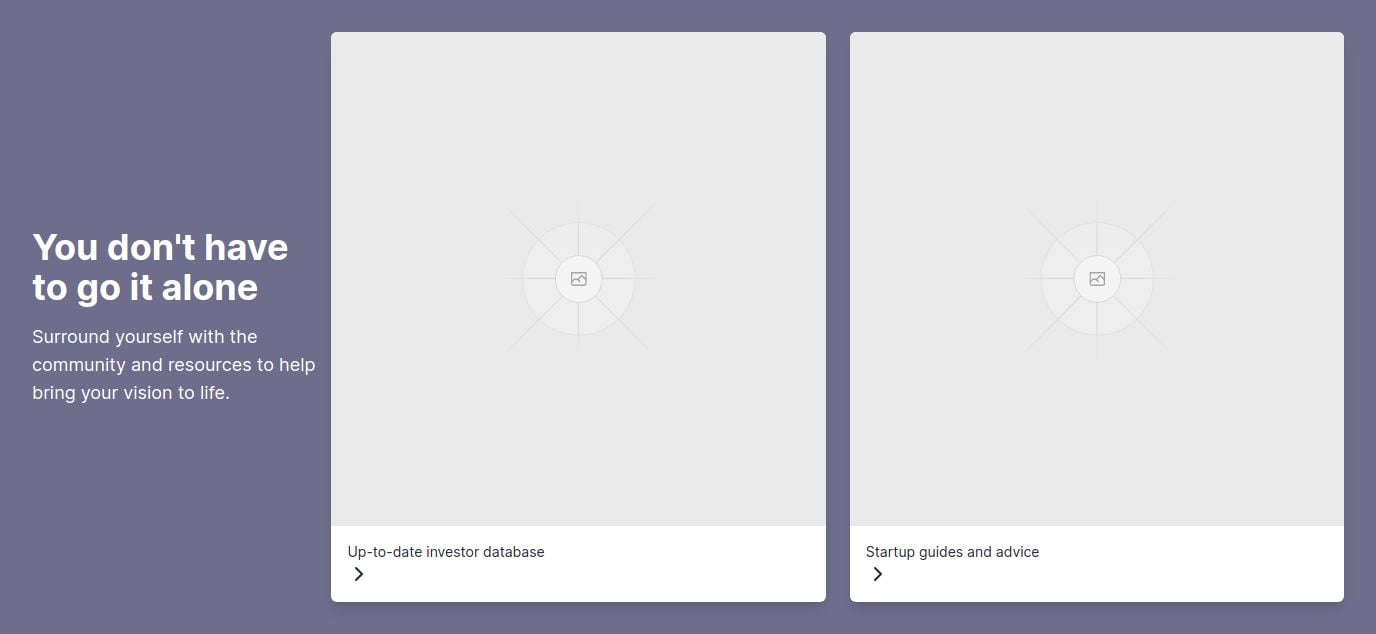 You don't have
to go it alone
Surround yourself with the
community and resources to help
bring your vision to life.
Up-to-date investor database
Startup guides and advice